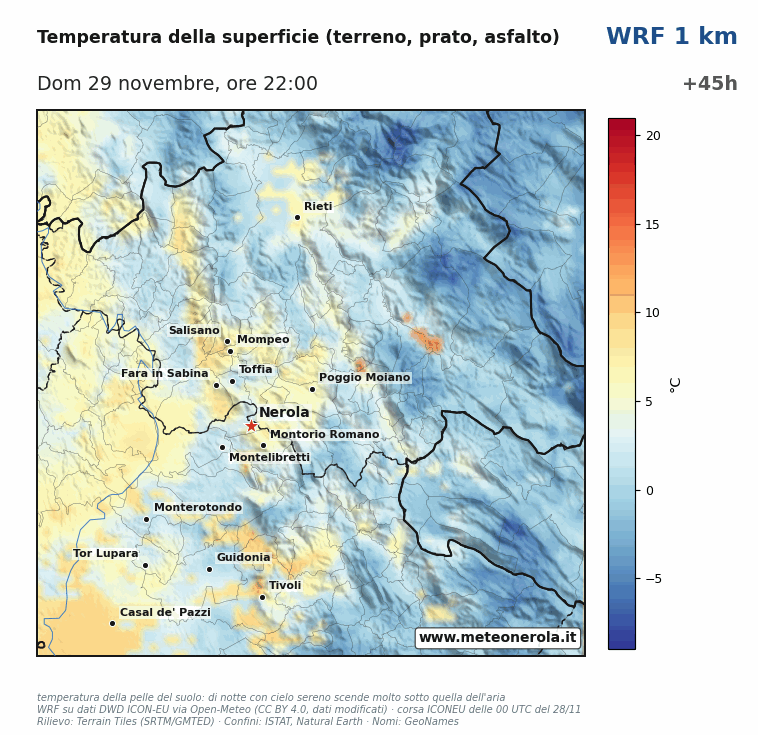 Temperatura della superficie (terreno, prato, asfalto)
WRF 1 km
Dom 29 novembre, ore 22:00
+45h
Rieti
Salisano
Mompeo
Fara in Sabina
Toffia
Poggio Moiano
Nerola
Montorio Romano
Montelibretti
Monterotondo
Tor Lupara
Guidonia
Tivoli
Casal de' Pazzi
www.meteonerola.it
20
15
10
5
0
−5
°C
temperatura della pelle del suolo: di notte con cielo sereno scende molto sotto quella dell'aria
WRF su dati DWD ICON-EU via Open-Meteo (CC BY 4.0, dati modificati) · corsa ICONEU delle 00 UTC del 28/11
Rilievo: Terrain Tiles (SRTM/GMTED) · Confini: ISTAT, Natural Earth · Nomi: GeoNames